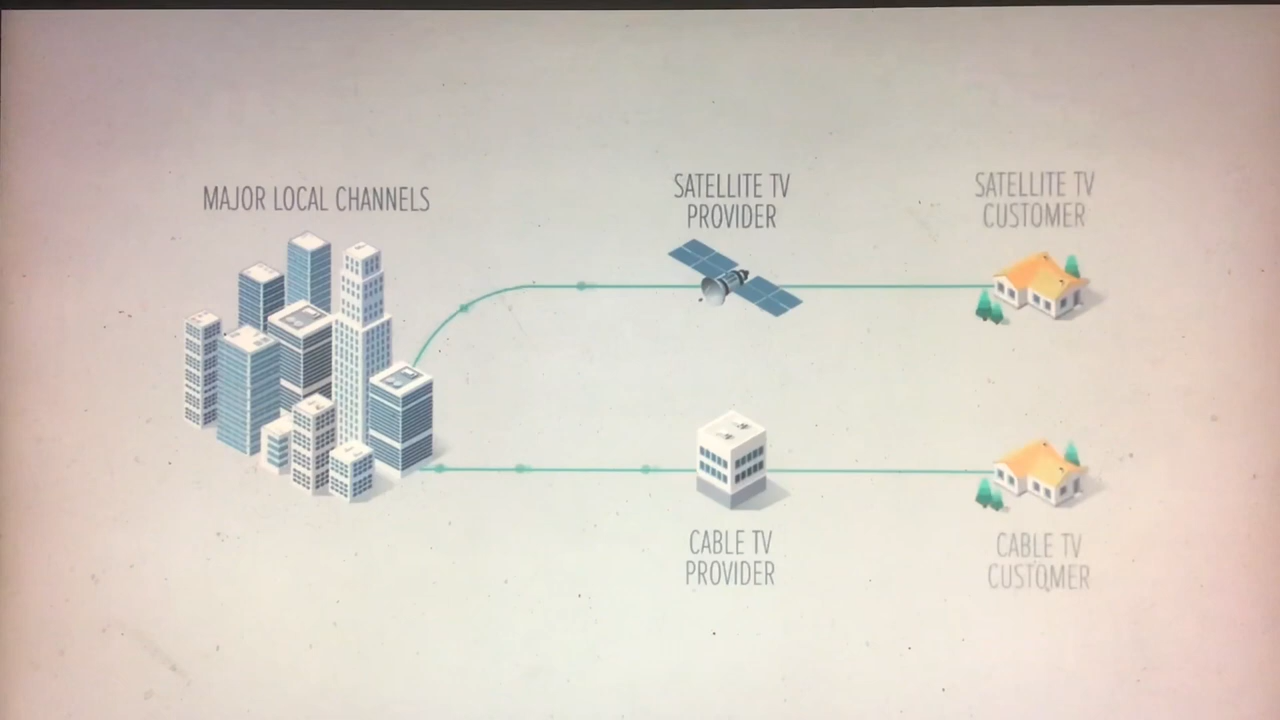 MAJOR LOCAL CHANNELS
SATELLITE TV
PROVIDER
SATELLITE TV
CUSTOMER
CABLE TV
PROVIDER
CABLE TV
CUSTOMER